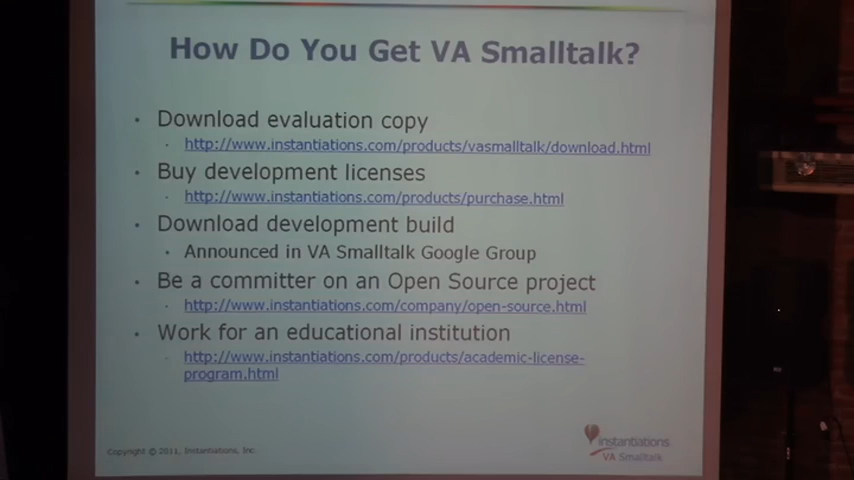 How Do You Get VA Smalltalk?
• Download evaluation copy
• http://www.instantiations.com/products/vasmalltalk/download.html
• Buy development licenses
• http://www.instantiations.com/products/purchase.html
• Download development build
• Announced in VA Smalltalk Google Group
• Be a committer on an Open Source project
• http://www.instantiations.com/company/open-source.html
• Work for an educational institution
• http://www.instantiations.com/products/academic-license-
program.html
Copyright © 2011, Instantiations, Inc.
instantiations
VA Smalltalk